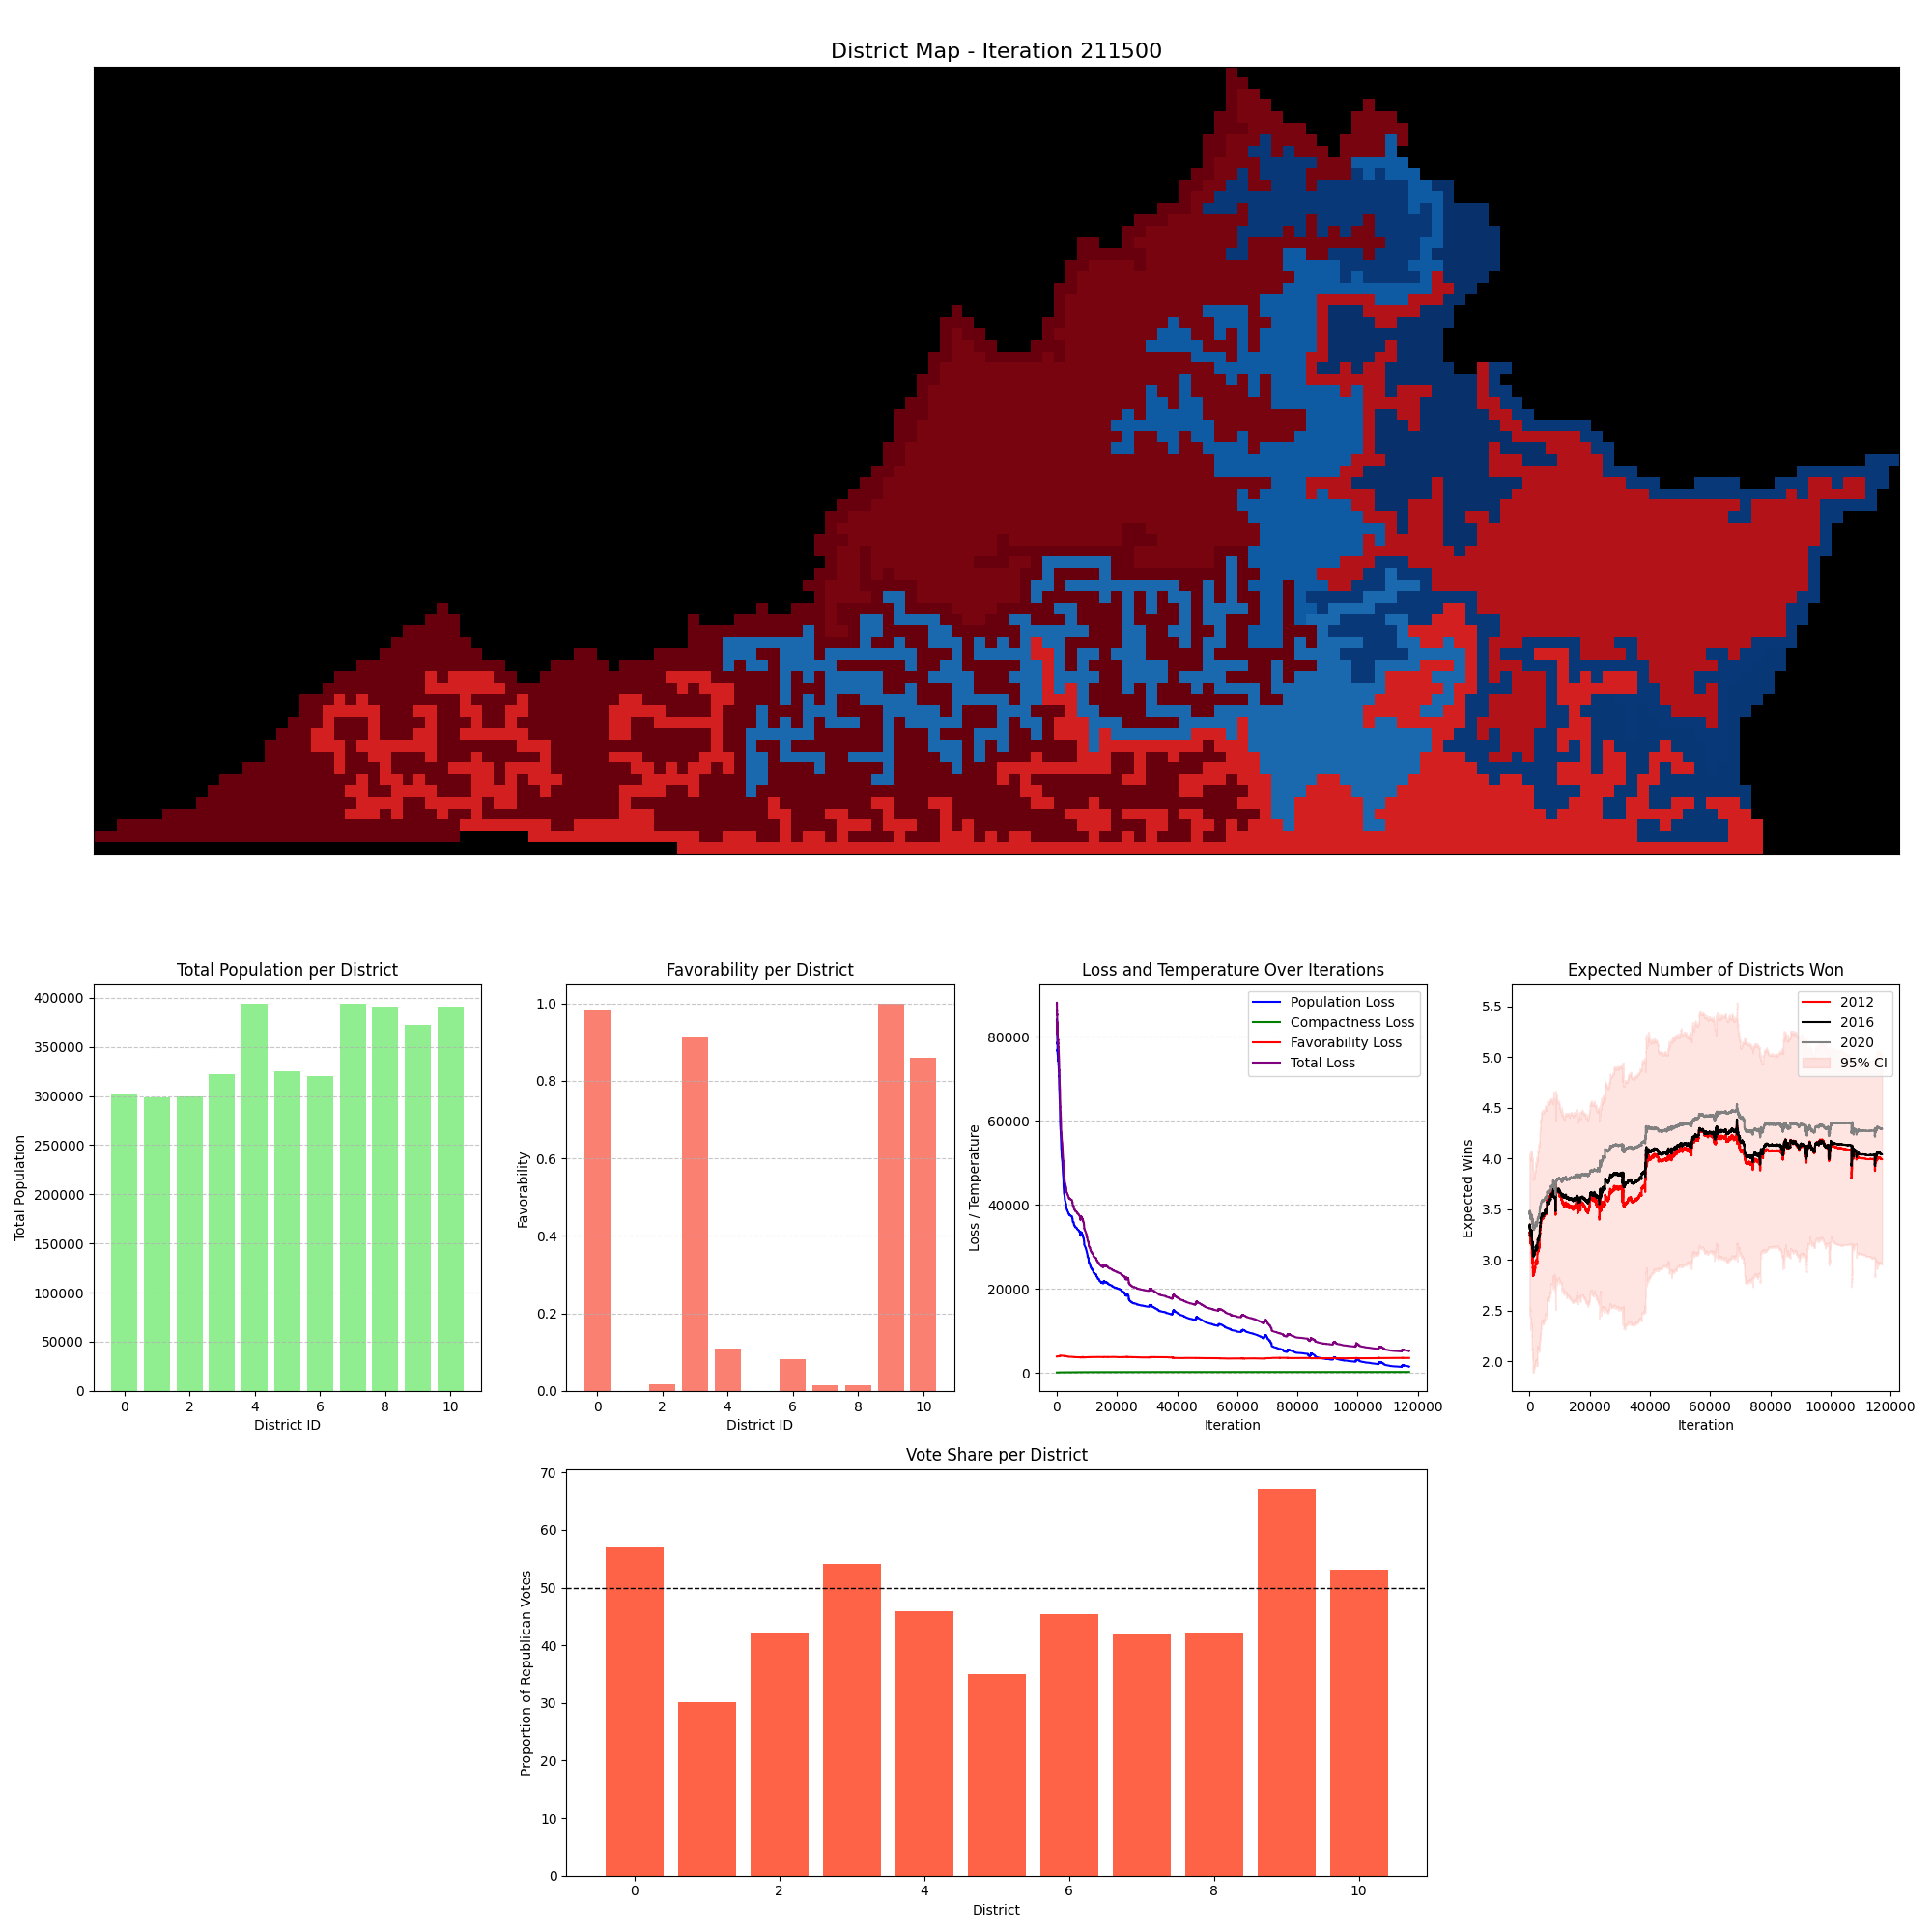 District Map - Iteration 211500
Total Population per District
Total Population
400000
350000
300000
250000
200000
150000
100000
50000
0
0 2 4 6 8 10
District ID
Favorability per District
Favorability
1.0
0.8
0.6
0.4
0.2
0.0
0 2 4 6 8 10
District ID
Loss and Temperature Over Iterations
Loss / Temperature
80000
60000
40000
20000
0
Population Loss
Compactness Loss
Favorability Loss
Total Loss
0 20000 40000 60000 80000 100000 120000
Iteration
Expected Number of Districts Won
Expected Wins
5.5
5.0
4.5
4.0
3.5
3.0
2.5
2.0
2012
2016
2020
95% CI
0 20000 40000 60000 80000 100000 120000
Iteration
Vote Share per District
Proportion of Republican Votes
70
60
50
40
30
20
10
0
0 2 4 6 8 10
District